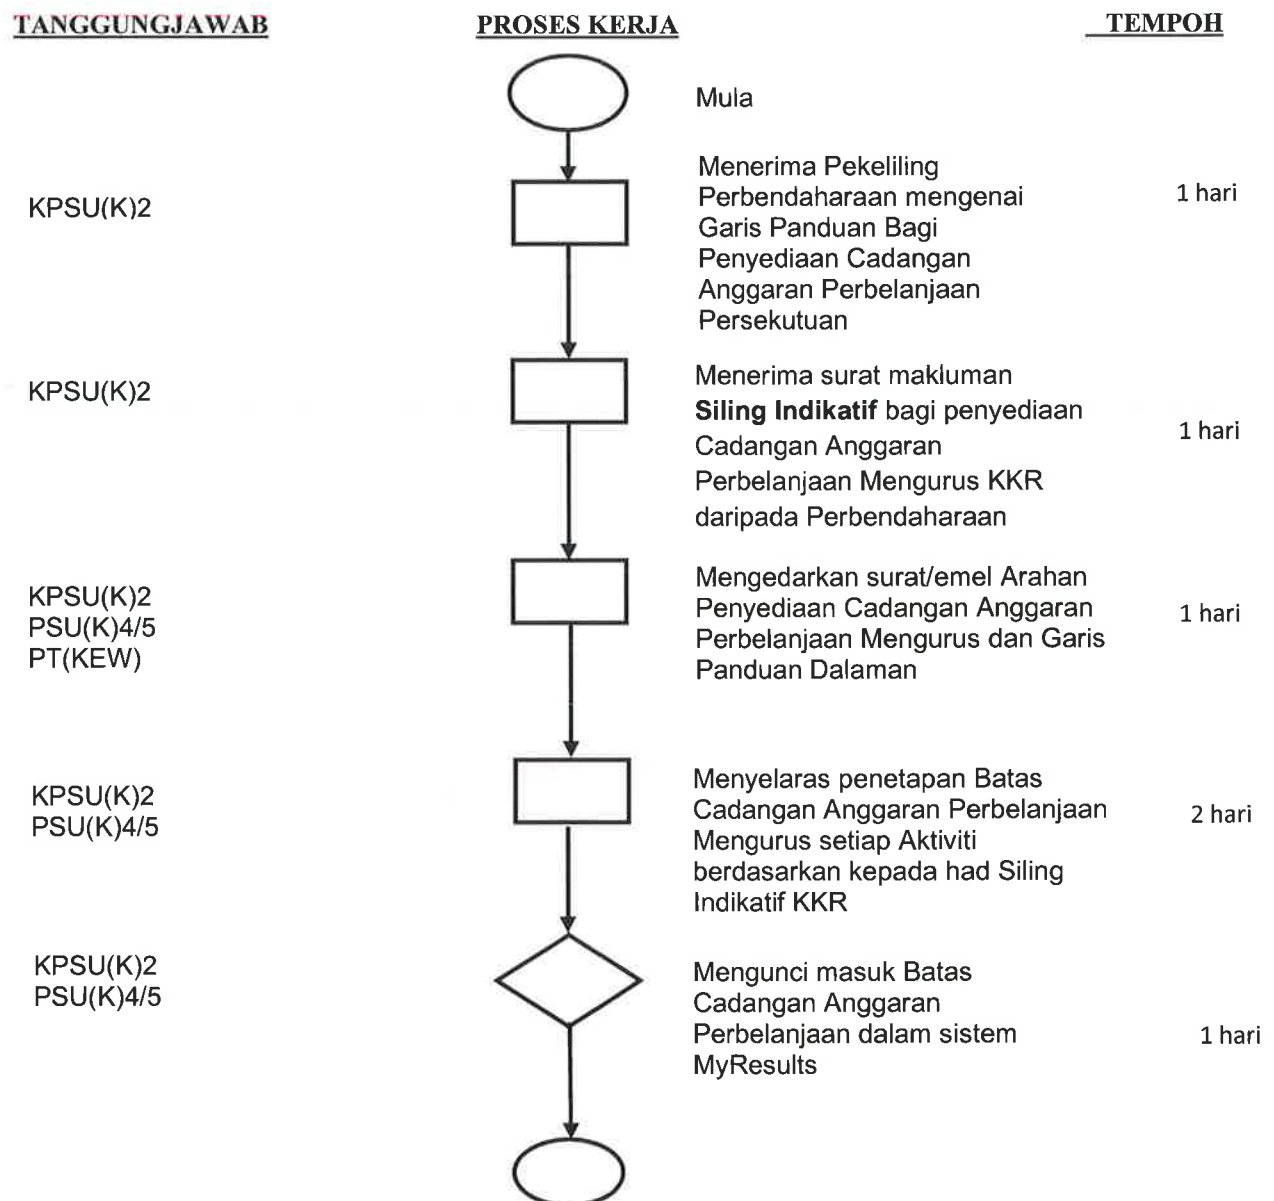 TANGGUNGJAWAB PROSES KERJA TEMPOH
Mula
KPSU(K)2
Menerima Pekeliling
Perbendaharaan mengenai
Garis Panduan Bagi
Penyediaan Cadangan
Anggaran Perbelanjaan
Persekutuan
1 hari
KPSU(K)2
Menerima surat makluman
Siling Indikatif bagi penyediaan
Cadangan Anggaran
Perbelanjaan Mengurus KKR
daripada Perbendaharaan
1 hari
KPSU(K)2
PSU(K)4/5
PT(KEW)
Mengedarkan surat/emel Arahan
Penyediaan Cadangan Anggaran
Perbelanjaan Mengurus dan Garis
Panduan Dalaman
1 hari
KPSU(K)2
PSU(K)4/5
Menyelaras penetapan Batas
Cadangan Anggaran Perbelanjaan
Mengurus setiap Aktiviti
berdasarkan kepada had Siling
Indikatif KKR
2 hari
KPSU(K)2
PSU(K)4/5
Mengunci masuk Batas
Cadangan Anggaran
Perbelanjaan dalam sistem
MyResults
1 hari